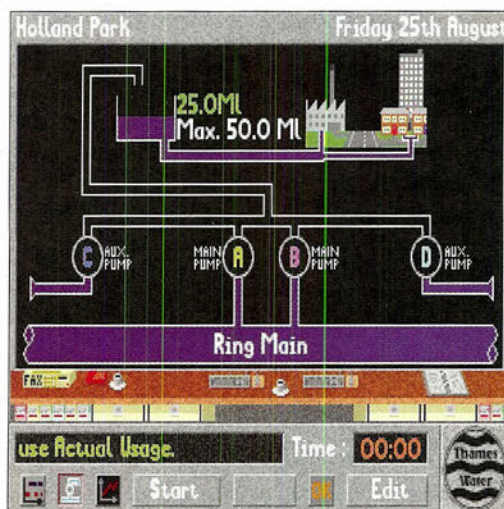 Holland Park Friday 25th August
25.0Ml
Max. 50.0 Ml
C AUX. PUMP
MAIN PUMP A
B MAIN PUMP
D AUX. PUMP
Ring Main
FAX
use Actual Usage. Time : 00:00
Start OK Edit
Thames Water